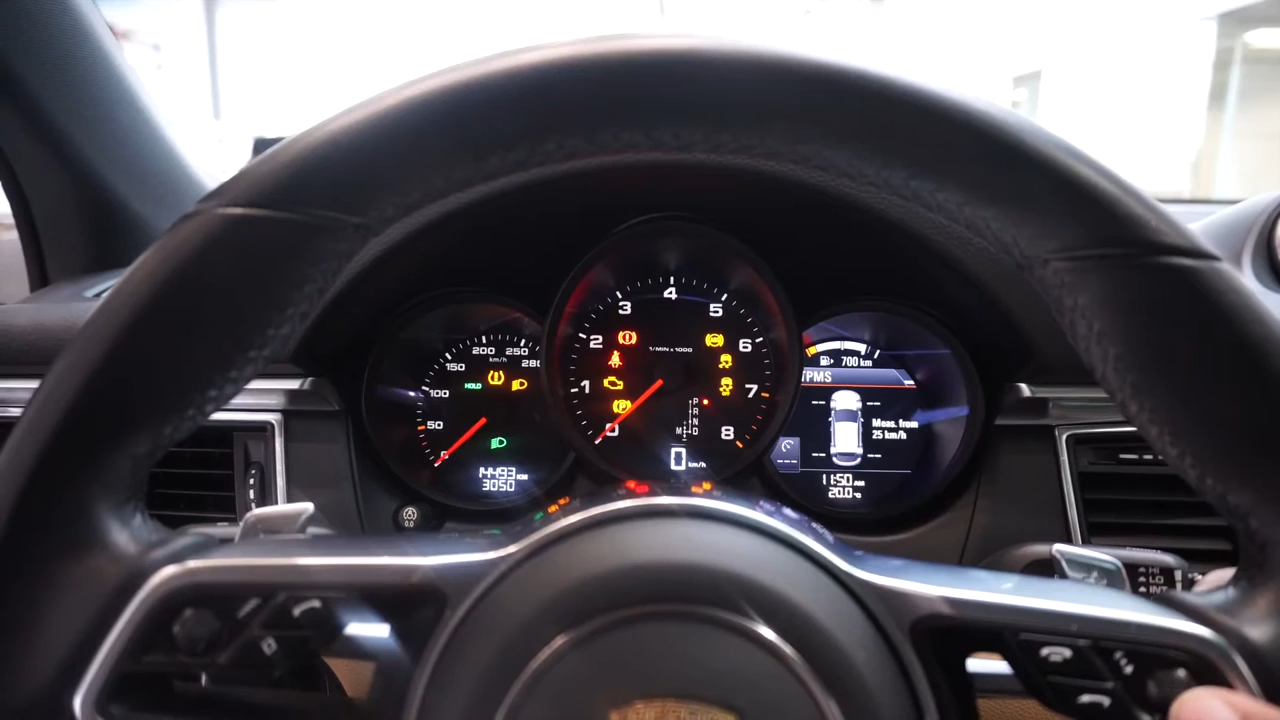 50
100
150
200
250
280
km/h
HOLD
14493 KM
3050
1
2
3
4
5
6
7
8
1/MIN x 1000
P
R
N
D
M
0 km/h
700 km
TPMS
Meas. from
25 km/h
11:50 AM
20.0 °C
0.0
HI
LO
INT